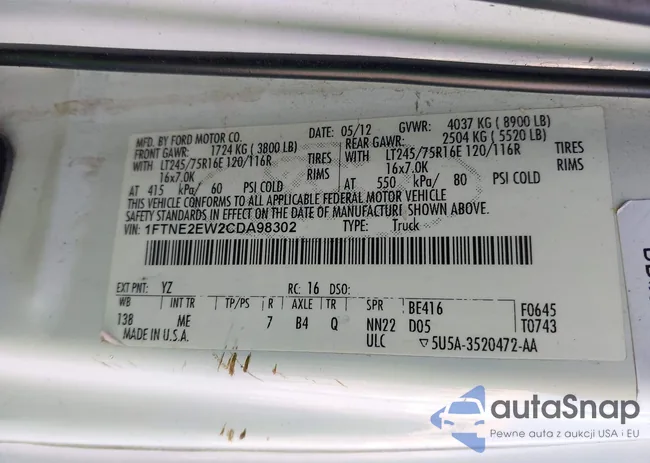 MFD. BY FORD MOTOR CO. DATE: 05/12 GVWR: 4037 KG ( 8900 LB)
FRONT GAWR: 1724 KG ( 3800 LB) REAR GAWR: 2504 KG ( 5520 LB)
WITH LT245/75R16E 120/116R TIRES WITH LT245/75R16E 120/116R TIRES
16x7.0K RIMS 16x7.0K RIMS
AT 415 kPa/ 60 PSI COLD AT 550 kPa/ 80 PSI COLD
THIS VEHICLE CONFORMS TO ALL APPLICABLE FEDERAL MOTOR VEHICLE
SAFETY STANDARDS IN EFFECT ON THE DATE OF MANUFACTURE SHOWN ABOVE.
VIN: 1FTNE2EW2CDA98302 TYPE: Truck
EXT PNT: YZ RC: 16 DSO:
WB INT TR TP/PS R AXLE TR SPR BE416 F0645
138 ME 7 B4 Q NN22 D05 T0743
MADE IN U.S.A. ULC ▽5U5A-3520472-AA
autoSnap
Pewne auta z aukcji USA i EU